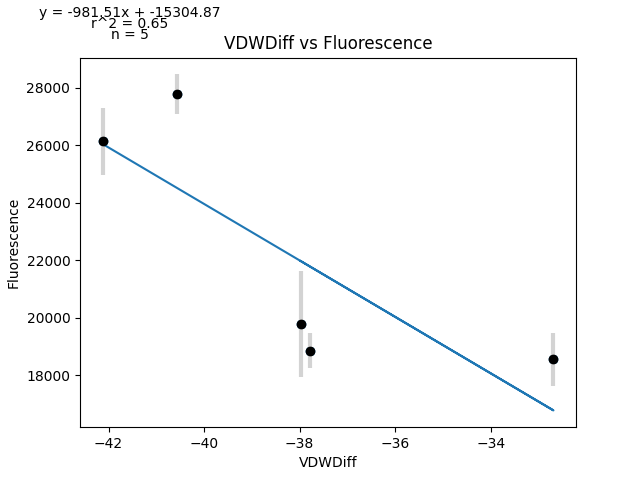 y = -981.51x + -15304.87
r^2 = 0.65
n = 5
VDWDiff vs Fluorescence
28000
26000
24000
22000
20000
18000
Fluorescence
−42
−40
−38
−36
−34
VDWDiff